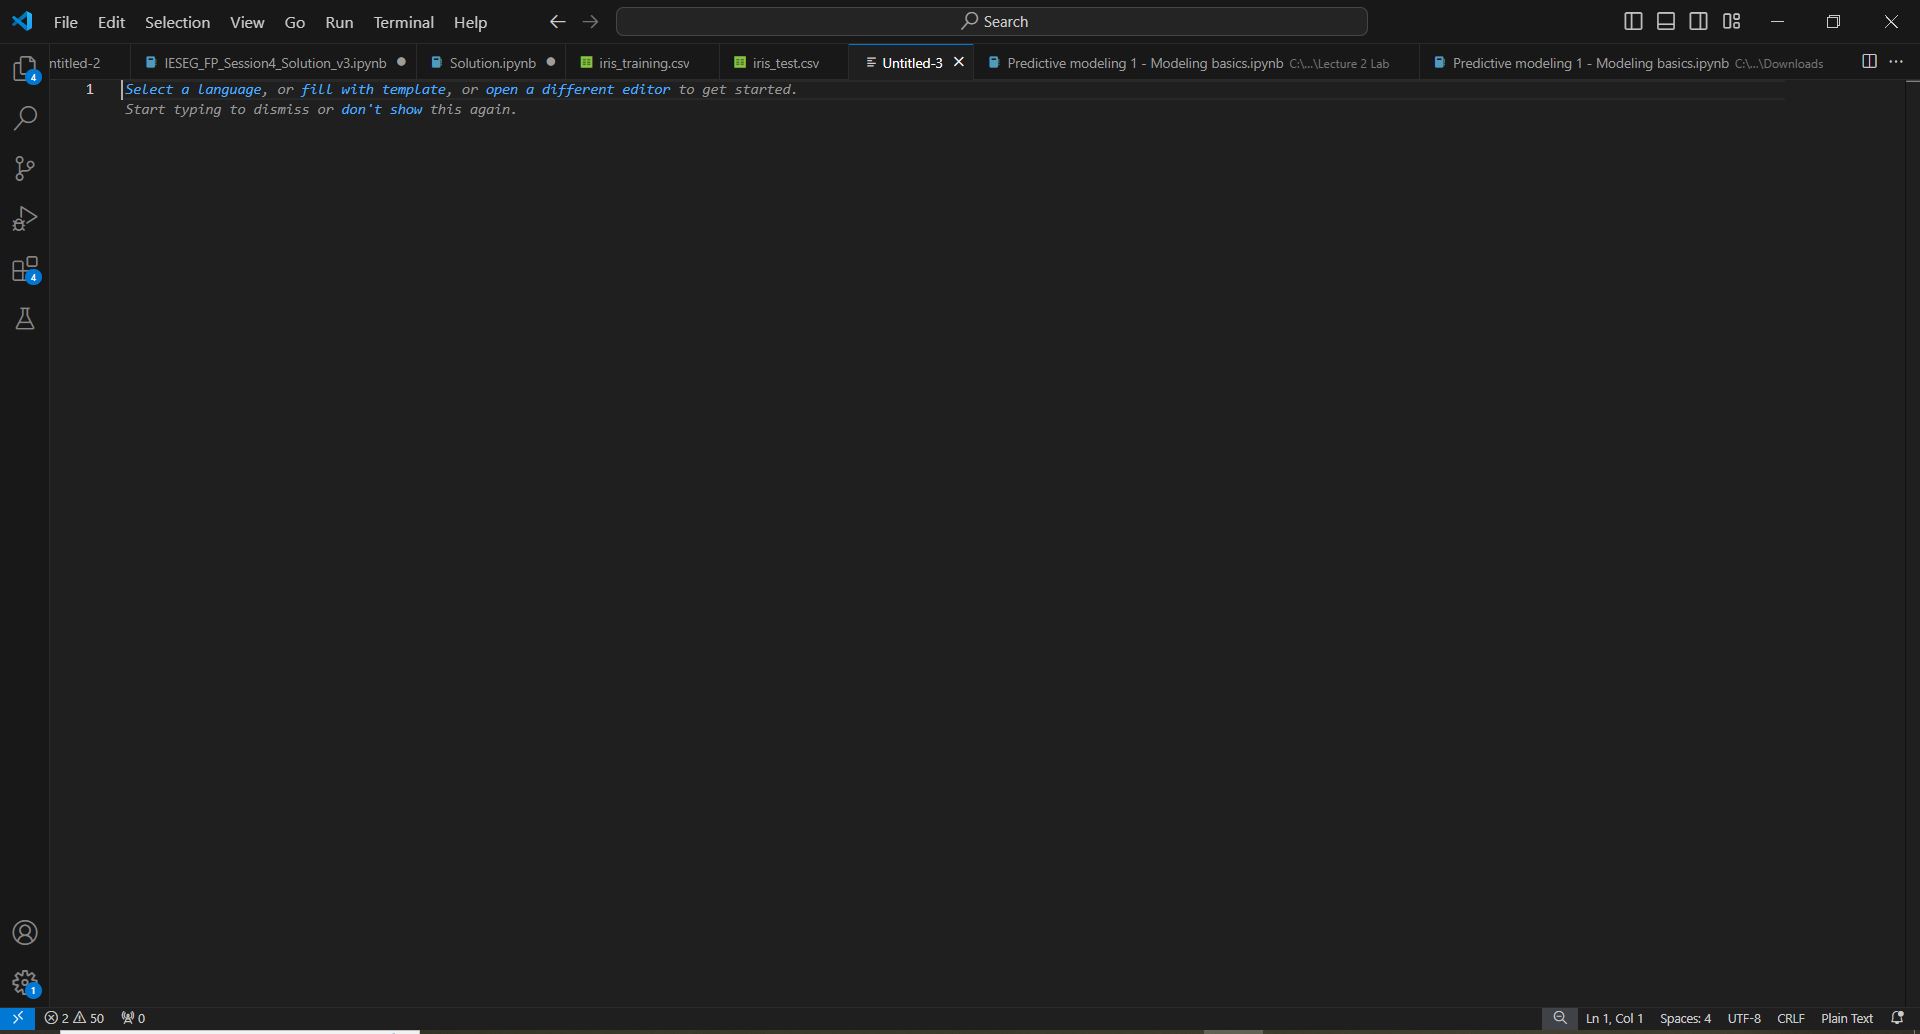 File Edit Selection View Go Run Terminal Help
Search
ntitled-2 IESEG_FP_Session4_Solution_v3.ipynb Solution.ipynb iris_training.csv iris_test.csv Untitled-3 Predictive modeling 1 - Modeling basics.ipynb C:\...\Lecture 2 Lab Predictive modeling 1 - Modeling basics.ipynb C:\...\Downloads
1 Select a language, or fill with template, or open a different editor to get started.
Start typing to dismiss or don't show this again.
4
4
1
2 50 0 Ln 1, Col 1 Spaces: 4 UTF-8 CRLF Plain Text